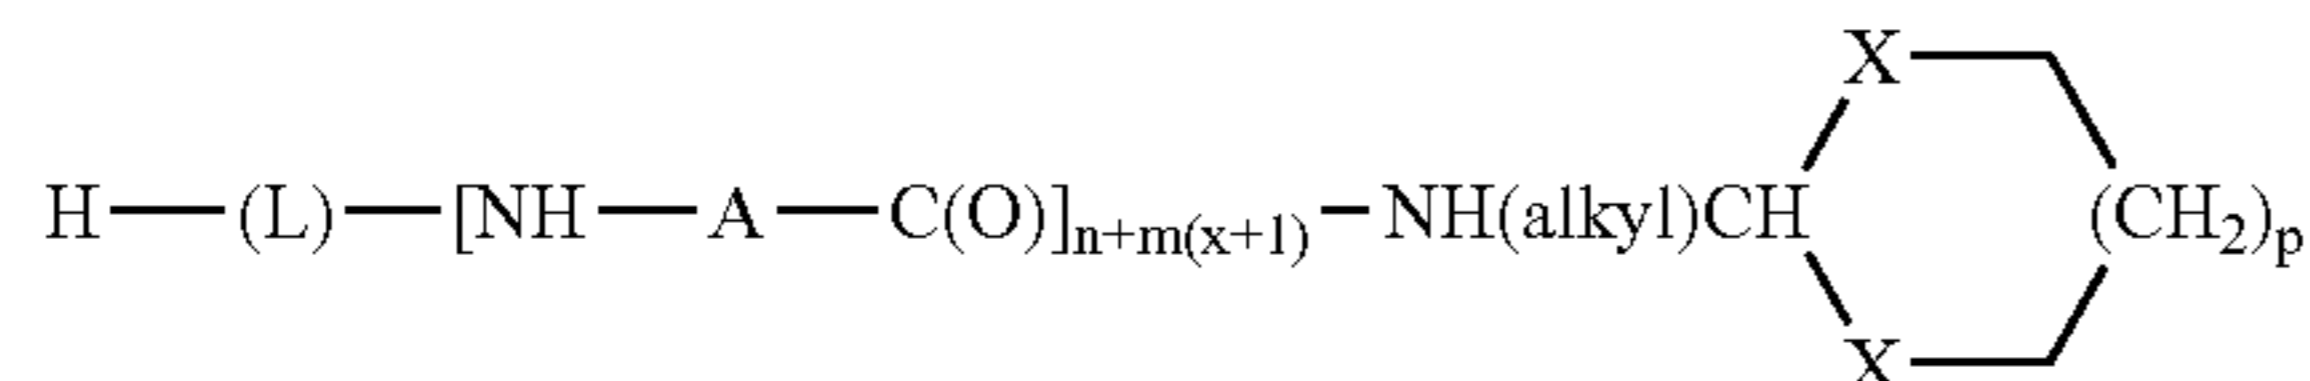 X
H—(L)—[NH—A—C(O)]n+m(x+1)—NH(alkyl)CH (CH2)p
X